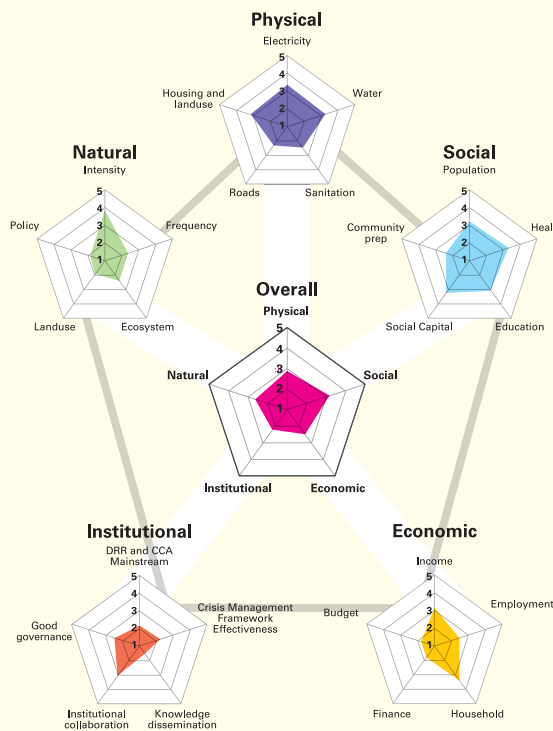 Physical
Electricity
5
4
3
2
1
Housing and
landuse
Water
Roads
Sanitation
Natural
Intensity
5
4
3
2
1
Policy
Frequency
Landuse
Ecosystem
Social
Population
5
4
3
2
1
Community
prep
Heal
Social Capital
Education
Overall
Physical
5
4
3
2
1
Natural
Social
Institutional
Economic
Institutional
DRR and CCA
Mainstream
5
4
3
2
1
Good
governance
Crisis Management
Framework
Effectiveness
Institutional
collaboration
Knowledge
dissemination
Economic
Income
5
4
3
2
1
Budget
Employment
Finance
Household